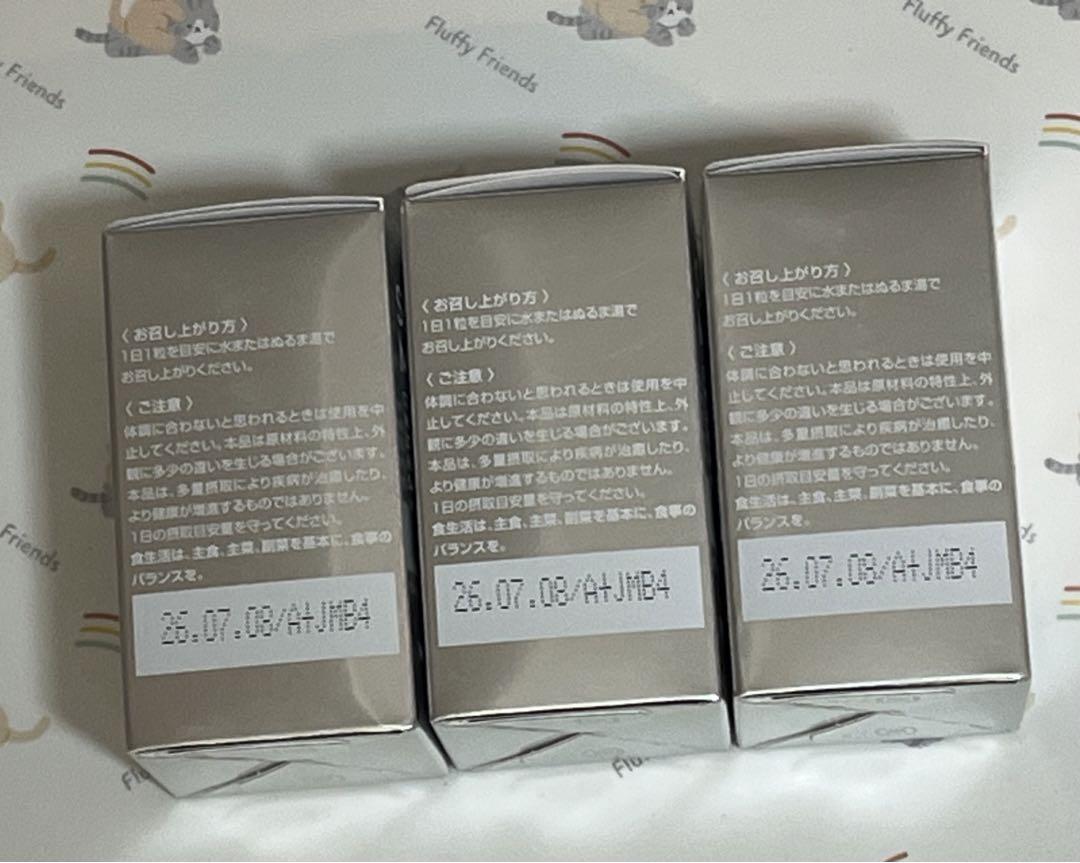 Fluffy Friends
Fluffy Friends
y Friends
〈 お召し上がり方 〉
1日1粒を目安に水またはぬるま湯で
お召し上がりください。
〈 ご注意 〉
体調に合わないと思われるときは使用を中
止してください。本品は原材料の特性上、外
観に多少の違いを生じる場合がございます。
本品は、多量摂取により疾病が治癒したり、
より健康が増進するものではありません。
1日の摂取目安量を守ってください。
食生活は、主食、主菜、副菜を基本に、食事の
バランスを。
26.07.08/A+JMB4
〈 お召し上がり方 〉
1日1粒を目安に水またはぬるま湯で
お召し上がりください。
〈 ご注意 〉
体調に合わないと思われるときは使用を中
止してください。本品は原材料の特性上、外
観に多少の違いを生じる場合がございます。
本品は、多量摂取により疾病が治癒したり、
より健康が増進するものではありません。
1日の摂取目安量を守ってください。
食生活は、主食、主菜、副菜を基本に、食事の
バランスを。
26.07.08/A+JMB4
〈 お召し上がり方 〉
1日1粒を目安に水またはぬるま湯で
お召し上がりください。
〈 ご注意 〉
体調に合わないと思われるときは使用を中
止してください。本品は原材料の特性上、外
観に多少の違いを生じる場合がございます。
本品は、多量摂取により疾病が治癒したり、
より健康が増進するものではありません。
1日の摂取目安量を守ってください。
食生活は、主食、主菜、副菜を基本に、食事の
バランスを。
26.07.08/A+JMB4
Friends